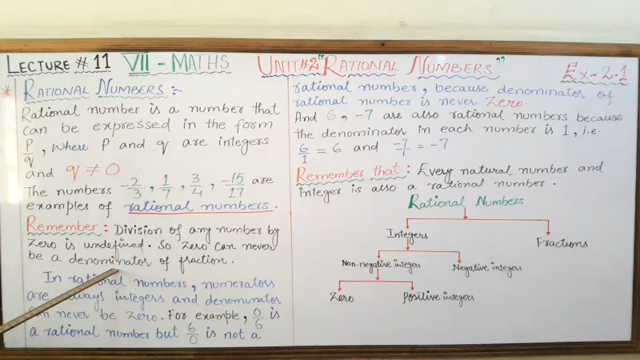 LECTURE # 11 VII - MATHS UNIT#2 "RATIONAL NUMBERS" Ex-2.1
* RATIONAL NUMBERS :-
Rational number is a number that
can be expressed in the form
P/q, where P and q are integers
and q ≠ 0
The numbers -2/3, 1/7, 3/4, -15/17 are
examples of rational numbers.
Remember: Division of any number by
Zero is undefined. So Zero can never
be a denominator of fraction.
In rational numbers, numerators
are always integers and denominator
can never be Zero. For example, 0/6
is a rational number but 6/0 is not a
rational number, because denominator of
rational number is never Zero.
And 6, -7 are also rational numbers because
the denominator in each number is 1, i.e.
6/1 = 6 and -7/1 = -7
Remember that: Every natural number and
integer is also a rational number.
Rational Numbers
Integers Fractions
Non-negative integers Negative integers
Zero Positive integers